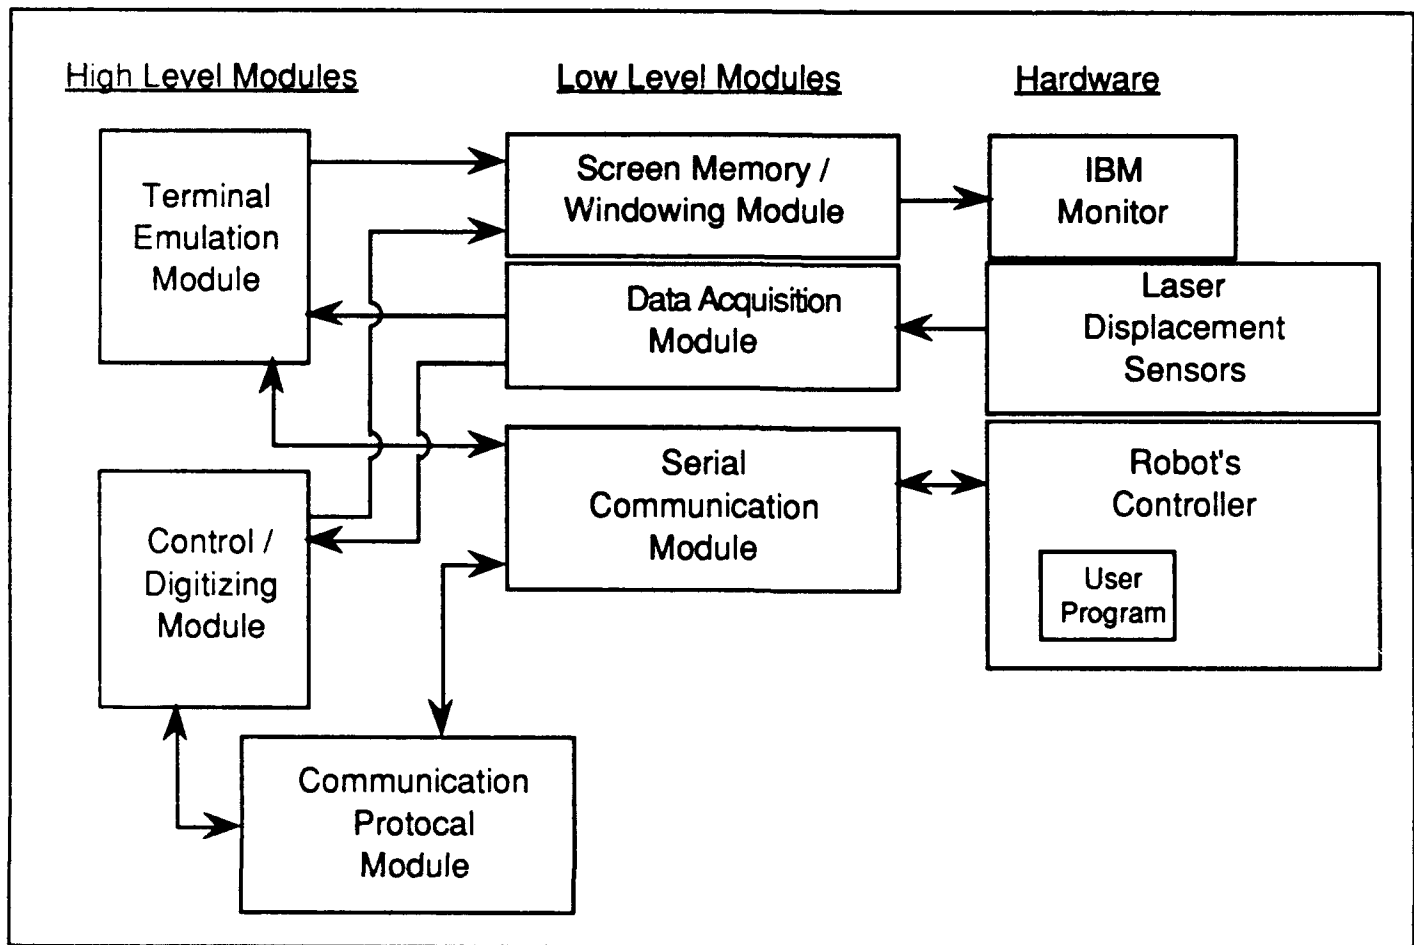 High Level Modules
Low Level Modules
Hardware
Terminal
Emulation
Module
Screen Memory /
Windowing Module
IBM
Monitor
Data Acquisition
Module
Laser
Displacement
Sensors
Serial
Communication
Module
Robot's
Controller
User
Program
Control /
Digitizing
Module
Communication
Protocal
Module